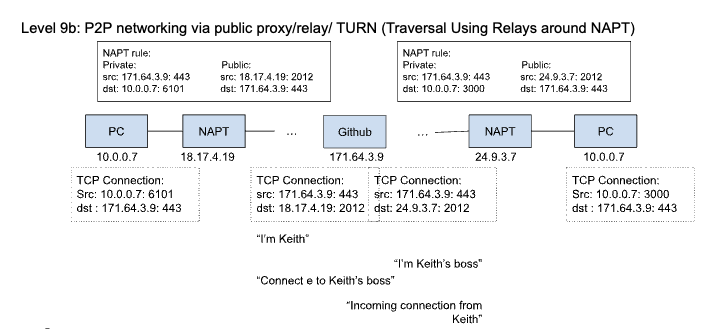 Level 9b: P2P networking via public proxy/relay/ TURN (Traversal Using Relays around NAPT)
NAPT rule:
Private: Public:
src: 171.64.3.9: 443 src: 18.17.4.19: 2012
dst: 10.0.0.7: 6101 dst: 171.64.3.9: 443
NAPT rule:
Private: Public:
src: 171.64.3.9: 443 src: 24.9.3.7: 2012
dst: 10.0.0.7: 3000 dst: 171.64.3.9: 443
PC NAPT ... Github ... NAPT PC
10.0.0.7 18.17.4.19 171.64.3.9 24.9.3.7 10.0.0.7
TCP Connection:
Src: 10.0.0.7: 6101
dst : 171.64.3.9: 443
TCP Connection:
src: 171.64.3.9: 443
dst: 18.17.4.19: 2012
TCP Connection:
src: 171.64.3.9: 443
dst: 24.9.3.7: 2012
TCP Connection:
Src: 10.0.0.7: 3000
dst : 171.64.3.9: 443
“I’m Keith”
“I’m Keith’s boss”
“Connect e to Keith’s boss”
“Incoming connection from
Keith”